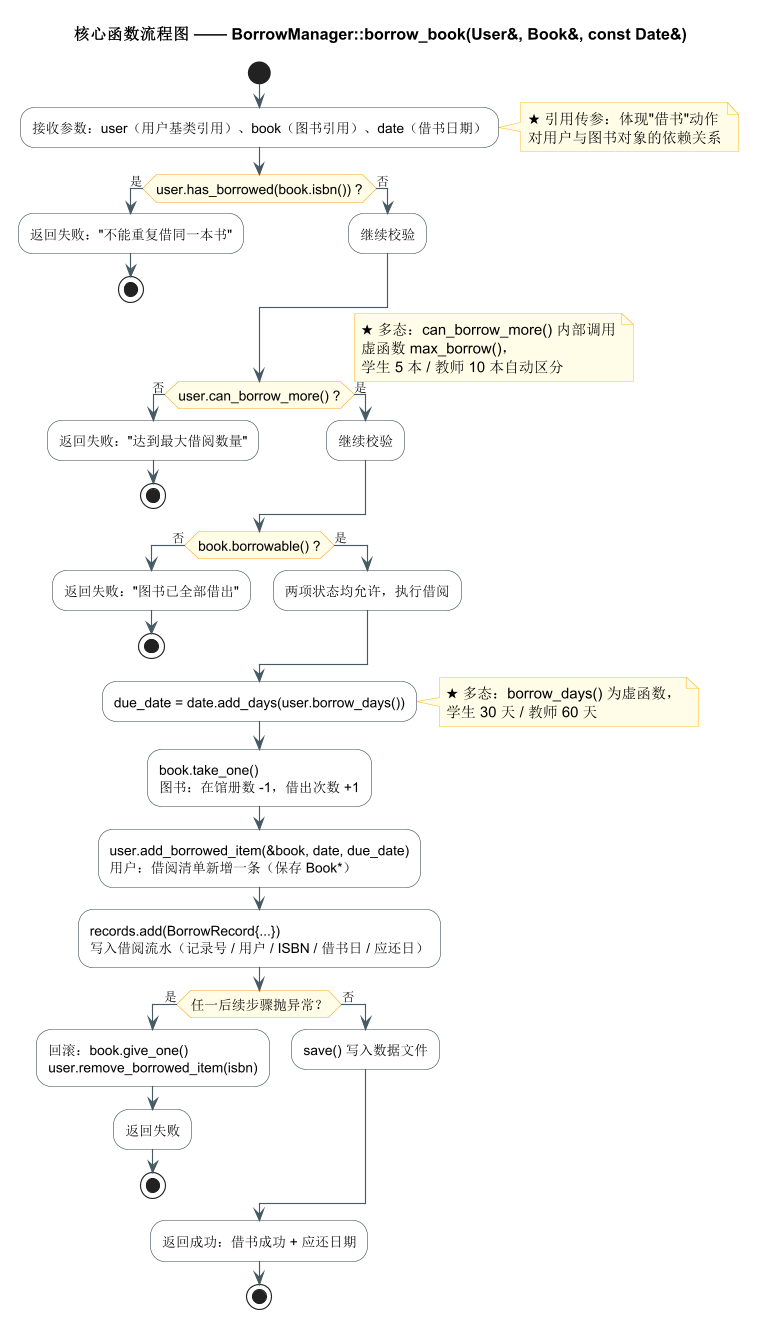 核心函数流程图 —— BorrowManager::borrow_book(User&, Book&, const Date&)
接收参数：user（用户基类引用）、book（图书引用）、date（借书日期）
★ 引用传参：体现"借书"动作
对用户与图书对象的依赖关系
是
user.has_borrowed(book.isbn()) ?
否
返回失败："不能重复借同一本书"
继续校验
★ 多态：can_borrow_more() 内部调用
虚函数 max_borrow()，
学生 5 本 / 教师 10 本自动区分
否
user.can_borrow_more() ?
是
返回失败："达到最大借阅数量"
继续校验
否
book.borrowable() ?
是
返回失败："图书已全部借出"
两项状态均允许，执行借阅
due_date = date.add_days(user.borrow_days())
★ 多态：borrow_days() 为虚函数，
学生 30 天 / 教师 60 天
book.take_one()
图书：在馆册数 -1，借出次数 +1
user.add_borrowed_item(&book, date, due_date)
用户：借阅清单新增一条（保存 Book*）
records.add(BorrowRecord{...})
写入借阅流水（记录号 / 用户 / ISBN / 借书日 / 应还日）
是
任一后续步骤抛异常？
否
回滚：book.give_one()
user.remove_borrowed_item(isbn)
save() 写入数据文件
返回失败
返回成功：借书成功 + 应还日期